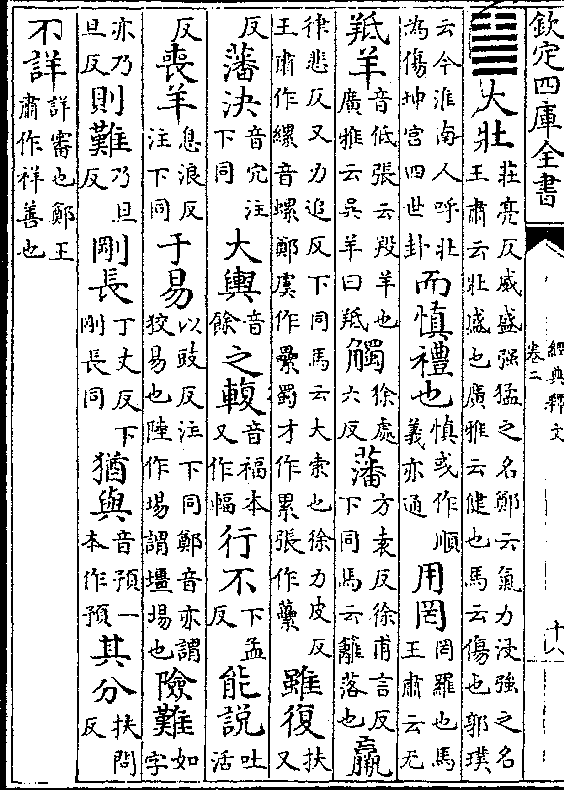 欽定四庫全書
經典釋文
卷二
十八
䷡大壯莊亮反威盛强猛之名鄭云氣力浸強之名王肅云壯盛也廣雅云健也馬云傷也郭璞
云今淮南人呼壯為傷坤宫四世卦而慎禮也慎或作順義亦通用罔罔羅也馬王肅云无
羝羊音低張云羖羊也廣雅云吳羊曰羝觸徐處六反藩方袁反徐甫言反下同馬云籬落也羸
律悲反又力追反下同馬云大索也徐力皮反王肅作縲音螺鄭虞作纍蜀才作累張作虆雖復扶又
反藩決音穴注下同大輿音餘之輹音福本又作輻行不下孟反能說吐活
反喪羊息浪反注下同于易以豉反注下同鄭音亦謂狡易也陸作埸謂壃埸也險難如字
亦乃旦反則難乃旦反剛長丁丈反下剛長同猶與音預一本作預其分扶問反
不詳詳審也鄭王肅作祥善也